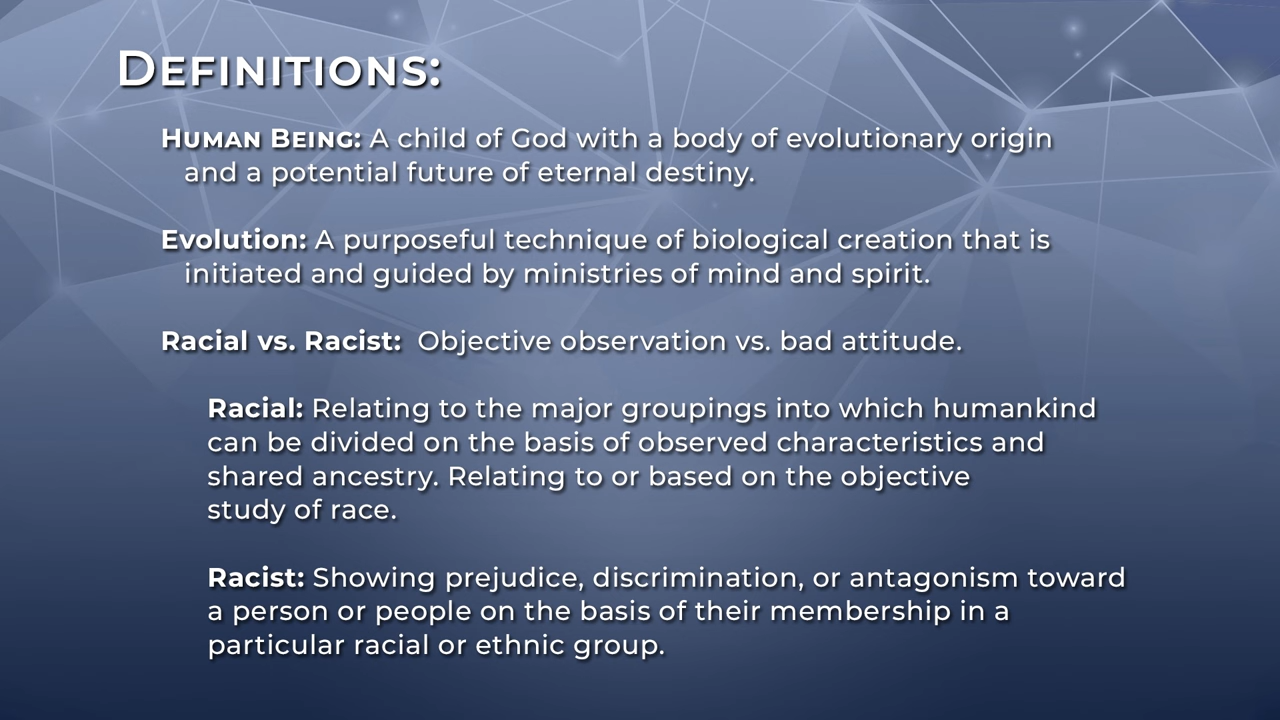 Definitions:
Human Being: A child of God with a body of evolutionary origin
and a potential future of eternal destiny.
Evolution: A purposeful technique of biological creation that is
initiated and guided by ministries of mind and spirit.
Racial vs. Racist: Objective observation vs. bad attitude.
Racial: Relating to the major groupings into which humankind
can be divided on the basis of observed characteristics and
shared ancestry. Relating to or based on the objective
study of race.
Racist: Showing prejudice, discrimination, or antagonism toward
a person or people on the basis of their membership in a
particular racial or ethnic group.